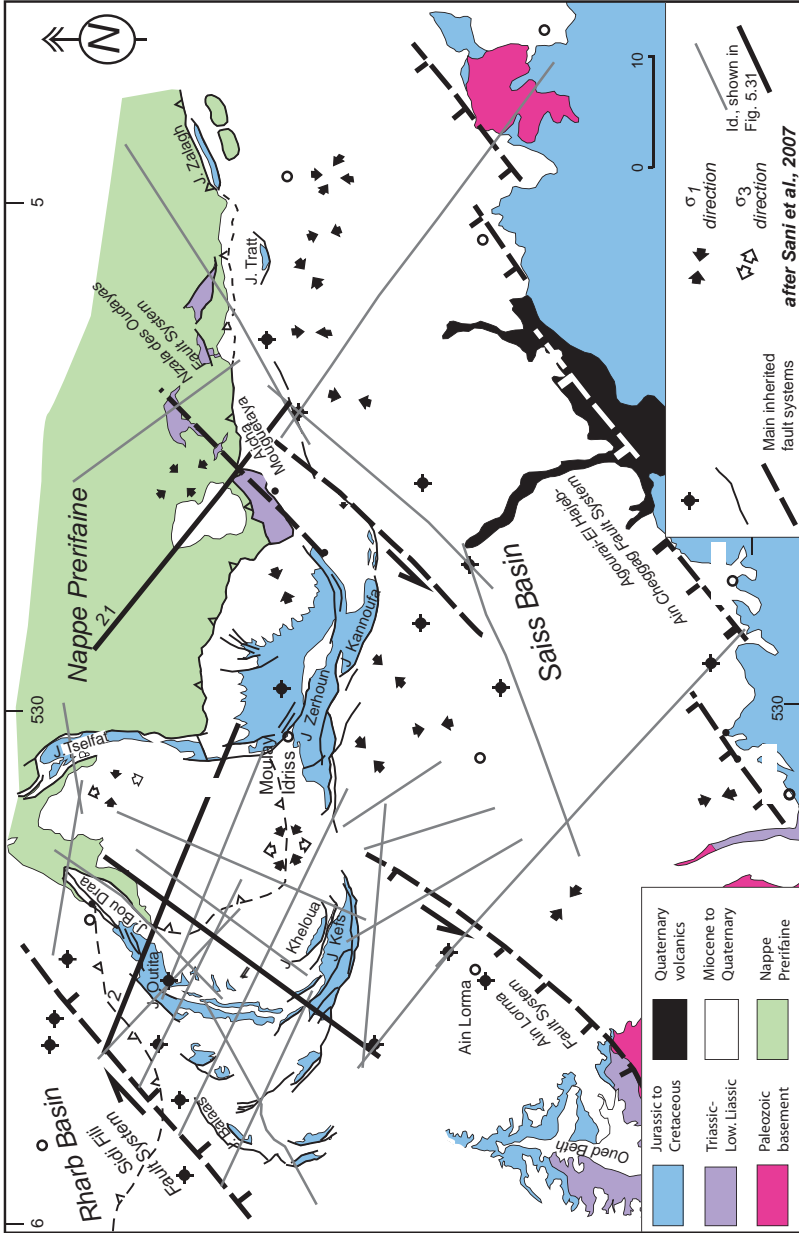 N
6
530
5
Rharb Basin
Sidi Fili
Fault System
J. Balaas
J. Outita
J. Bou Draa
2
1
J. Kheloua
J. Kefs
J. Tselfat
Nappe Prerifaine
21
Moulay
Idriss
J Zerhoun
J Kannoufa
Aicha
Mouguetaya
Nzala des Oudayas
Fault System
J. Tratt
J. Zalagh
Ain Lorma
Ain Lorma
Fault System
Oued Beth
Saiss Basin
Agourai-El Hajeb-
Ain Cheggag Fault System
530
Jurassic to
Cretaceous
Triassic-
Low. Liassic
Paleozoic
basement
Quaternary
volcanics
Miocene to
Quaternary
Nappe
Prerifaine
Main inherited
fault systems
σ1
direction
σ3
direction
after Sani et al., 2007
Id., shown in
Fig. 5.31
0
10